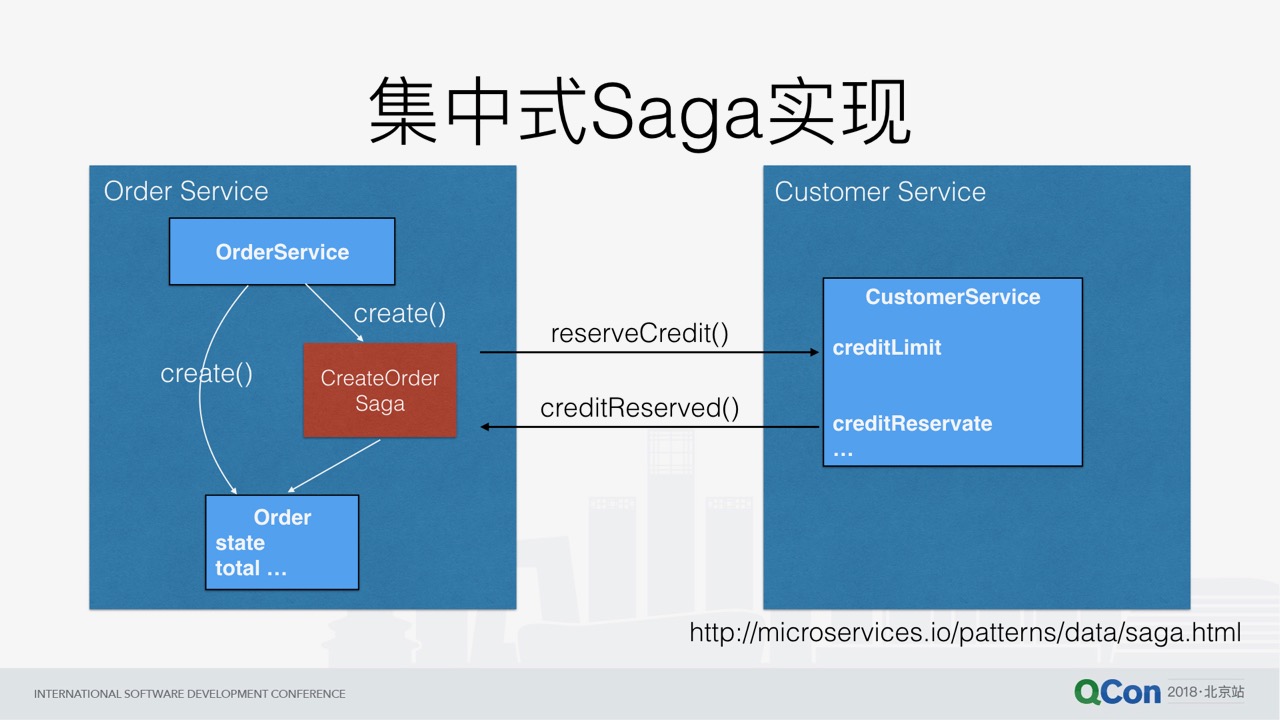 集中式Saga实现
Order Service
OrderService
create()
create()
CreateOrder
Saga
Order
state
total ...
reserveCredit()
creditReserved()
Customer Service
CustomerService
creditLimit
creditReservate
...
http://microservices.io/patterns/data/saga.html
INTERNATIONAL SOFTWARE DEVELOPMENT CONFERENCE
QCon 2018·北京站